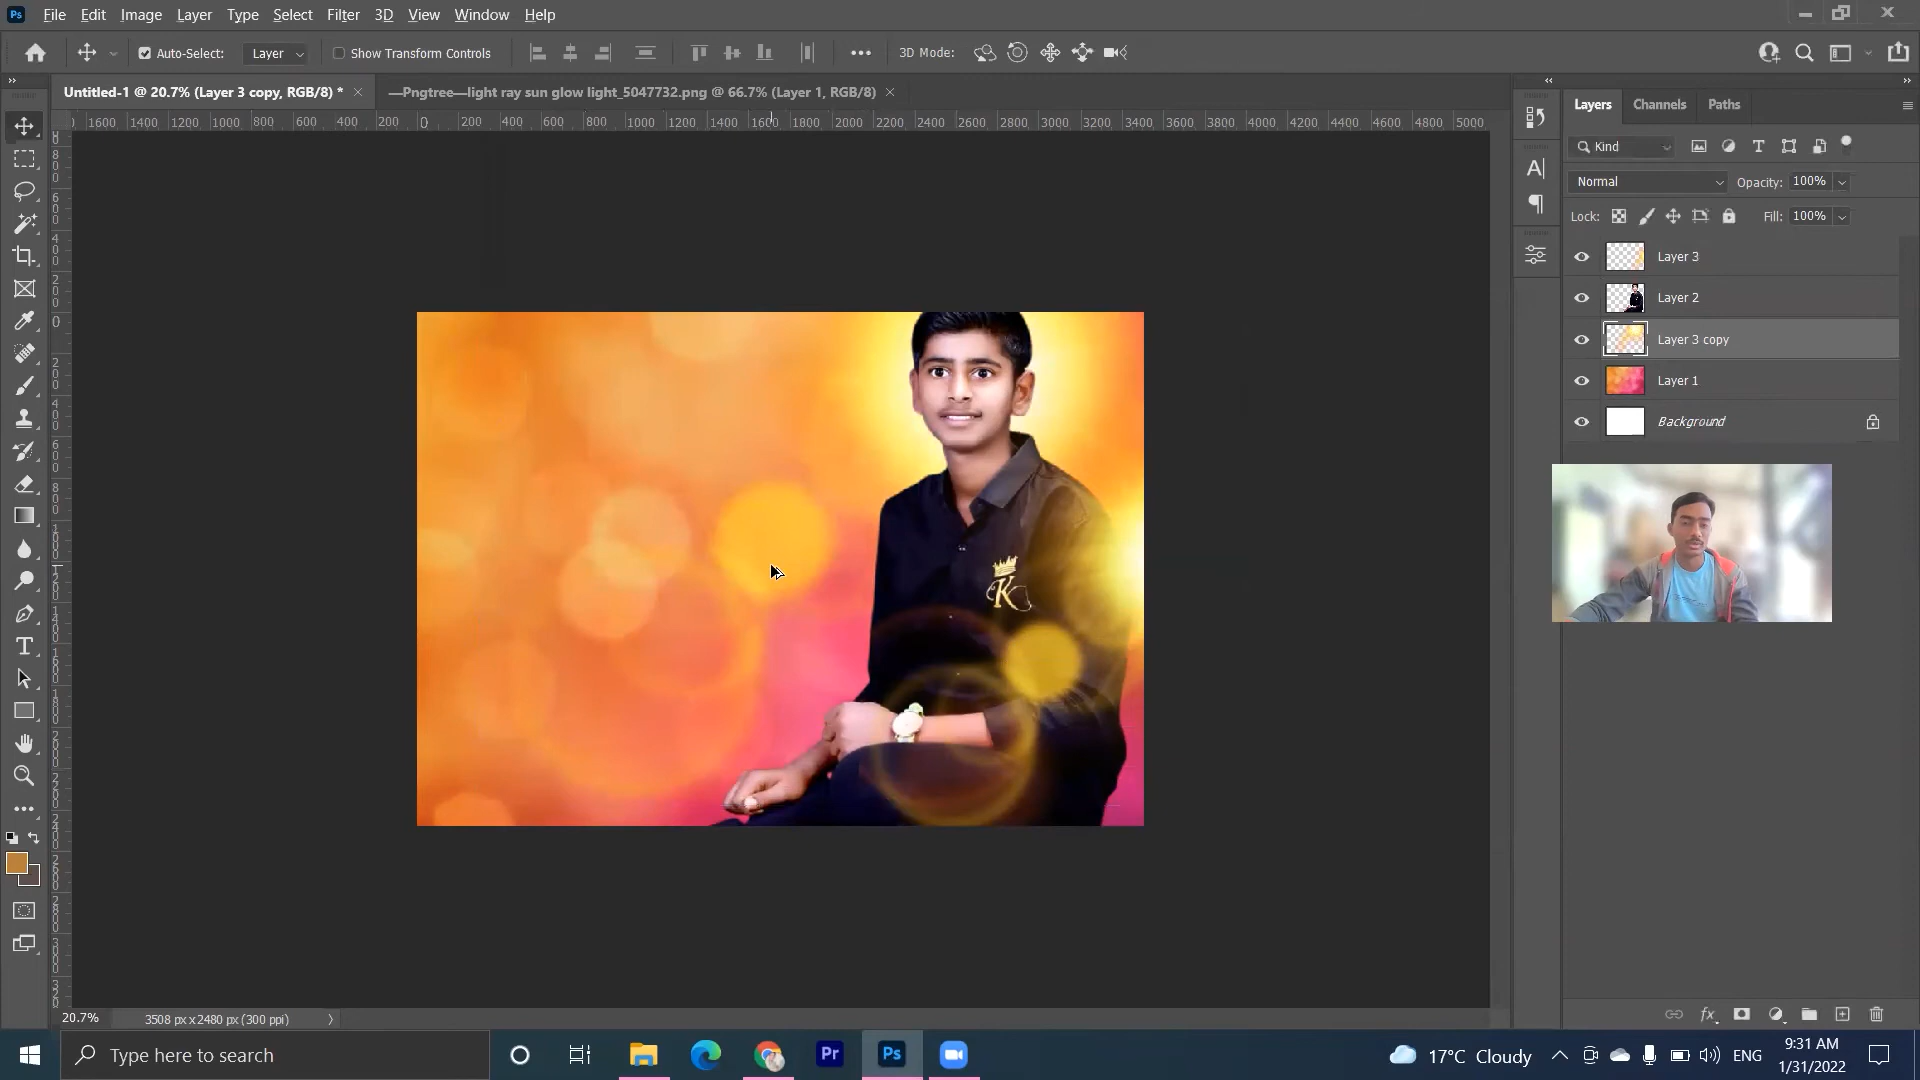 Ps File Edit Image Layer Type Select Filter 3D View Window Help
Auto-Select: Layer Show Transform Controls 3D Mode:
Untitled-1 @ 20.7% (Layer 3 copy, RGB/8) * —Pngtree—light ray sun glow light_5047732.png @ 66.7% (Layer 1, RGB/8)
1600 1400 1200 1000 800 600 400 200 0 200 400 600 800 1000 1200 1400 1600 1800 2000 2200 2400 2600 2800 3000 3200 3400 3600 3800 4000 4200 4400 4600 4800 5000
Layers Channels Paths
Kind
Normal Opacity: 100%
Lock: Fill: 100%
Layer 3
Layer 2
Layer 3 copy
Layer 1
Background
K
20.7% 3508 px x 2480 px (300 ppi)
Type here to search
Pr Ps
17°C Cloudy ENG
9:31 AM
1/31/2022